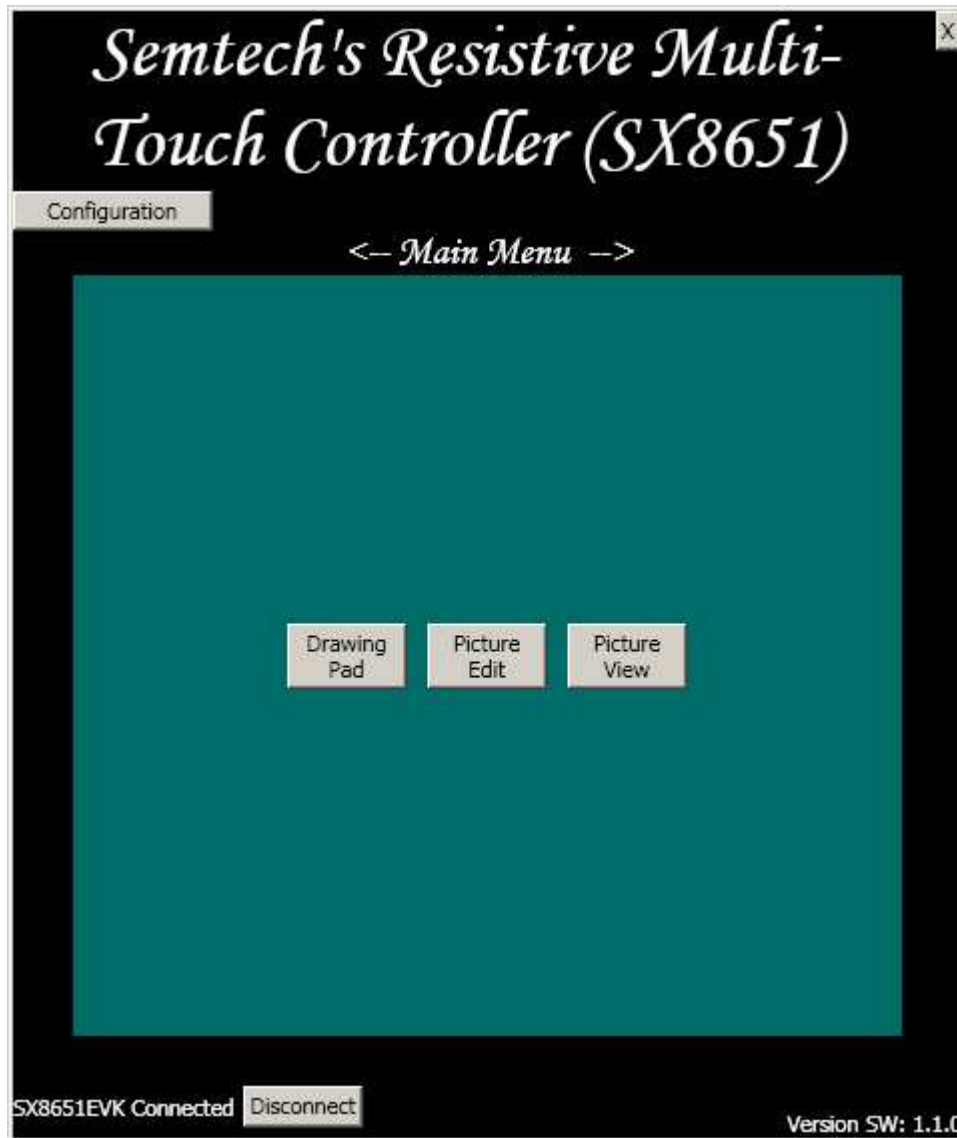 Semtech's Resistive Multi-
Touch Controller (SX8651)
X
Configuration
<-- Main Menu -->
Drawing
Pad
Picture
Edit
Picture
View
SX8651EVK Connected
Disconnect
Version SW: 1.1.0